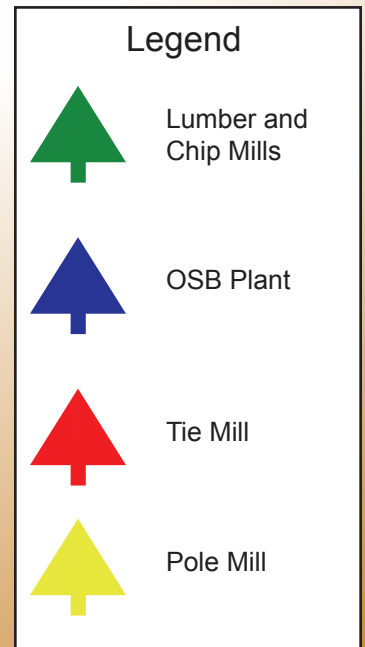 Legend
Lumber and
Chip Mills
OSB Plant
Tie Mill
Pole Mill